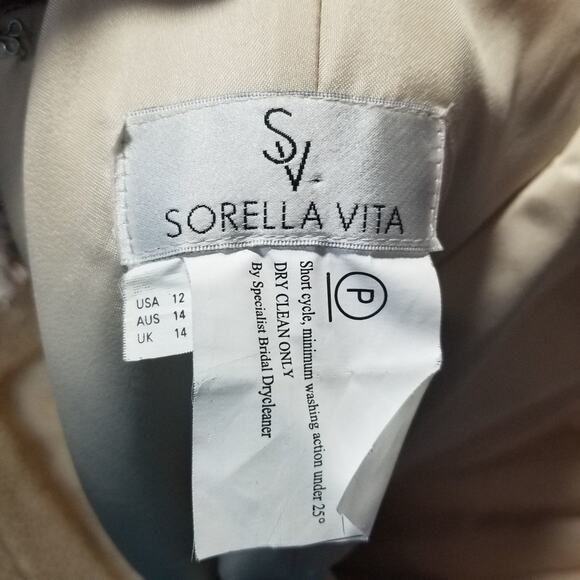 SV
SORELLA VITA
USA 12
AUS 14
UK 14
P
Short cycle, minimum washing action under 25°
DRY CLEAN ONLY
By Specialist Bridal Drycleaner